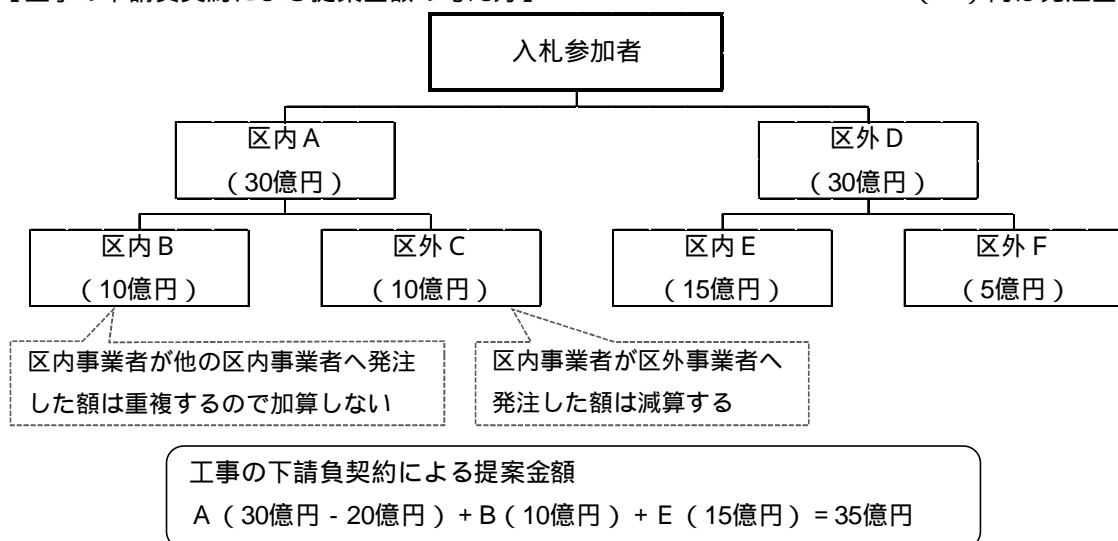 入札参加者
区内A 区外D
（30億円） （30億円）
区内B 区外C 区内E 区外F
（10億円） （10億円） （15億円） （5億円）
区内事業者が他の区内事業者へ発注
した額は重複するので加算しない
区内事業者が区外事業者へ
発注した額は減算する
工事の下請負契約による提案金額
A（30億円 - 20億円）+ B（10億円）+ E（15億円）= 35億円